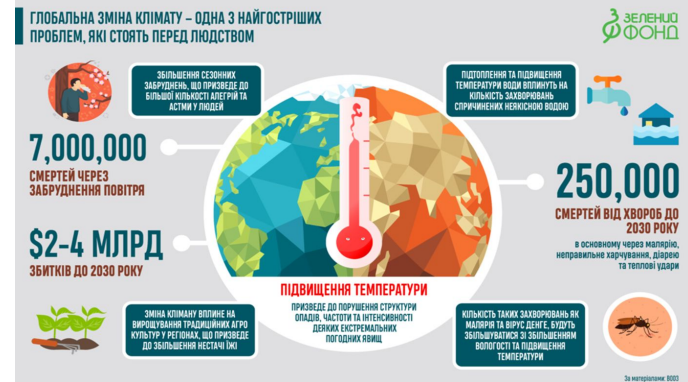 ГЛОБАЛЬНА ЗМІНА КЛІМАТУ – ОДНА З НАЙГОСТРІШИХ
ПРОБЛЕМ, ЯКІ СТОЯТЬ ПЕРЕД ЛЮДСТВОМ
ЗЕЛЕНИЙ
ФОНД
ЗБІЛЬШЕННЯ СЕЗОННИХ
ЗАБРУДНЕНЬ, ЩО ПРИЗВЕДЕ ДО
БІЛЬШОЇ КІЛЬКОСТІ АЛЕГРІЙ ТА
АСТМИ У ЛЮДЕЙ
7,000,000
СМЕРТЕЙ ЧЕРЕЗ
ЗАБРУДНЕННЯ ПОВІТРЯ
$2-4 МЛРД
ЗБИТКІВ ДО 2030 РОКУ
ЗМІНА КЛІМАНУ ВПЛИНЕ НА
ВИРОЩУВАННЯ ТРАДИЦІЙНИХ АГРО
КУЛЬТУР У РЕГІОНАХ, ЩО ПРИЗВЕДЕ
ДО ЗБІЛЬШЕННЯ НЕСТАЧІ ЇЖІ
ПІДВИЩЕННЯ ТЕМПЕРАТУРИ
ПРИЗВЕДЕ ДО ПОРУШЕННЯ СТРУКТУРИ
ОПАДІВ, ЧАСТОТИ ТА ІНТЕНСИВНОСТІ
ДЕЯКИХ ЕКСТРЕМАЛЬНИХ
ПОГОДНИХ ЯВИЩ
ПІДТОПЛЕННЯ ТА ПІДВИЩЕННЯ
ТЕМПЕРАТУРИ ВОДИ ВПЛИНУТЬ НА
КІЛЬКІСТЬ ЗАХВОРЮВАНЬ
СПРИЧИНЕНИХ НЕЯКІСНОЮ ВОДОЮ
250,000
СМЕРТЕЙ ВІД ХВОРОБ ДО
2030 РОКУ
в основному через малярію,
неправильне харчування, діарею
та теплові удари
КІЛЬКІСТЬ ТАКИХ ЗАХВОРЮВАНЬ ЯК
МАЛЯРІЯ ТА ВІРУС ДЕНГЕ, БУДУТЬ
ЗБІЛЬШУВАТИСЯ ЗІ ЗБІЛЬШЕННЯМ
ВОЛОГОСТІ ТА ПІДВИЩЕННЯ
ТЕМПЕРАТУРИ
За матеріалами: ВООЗ